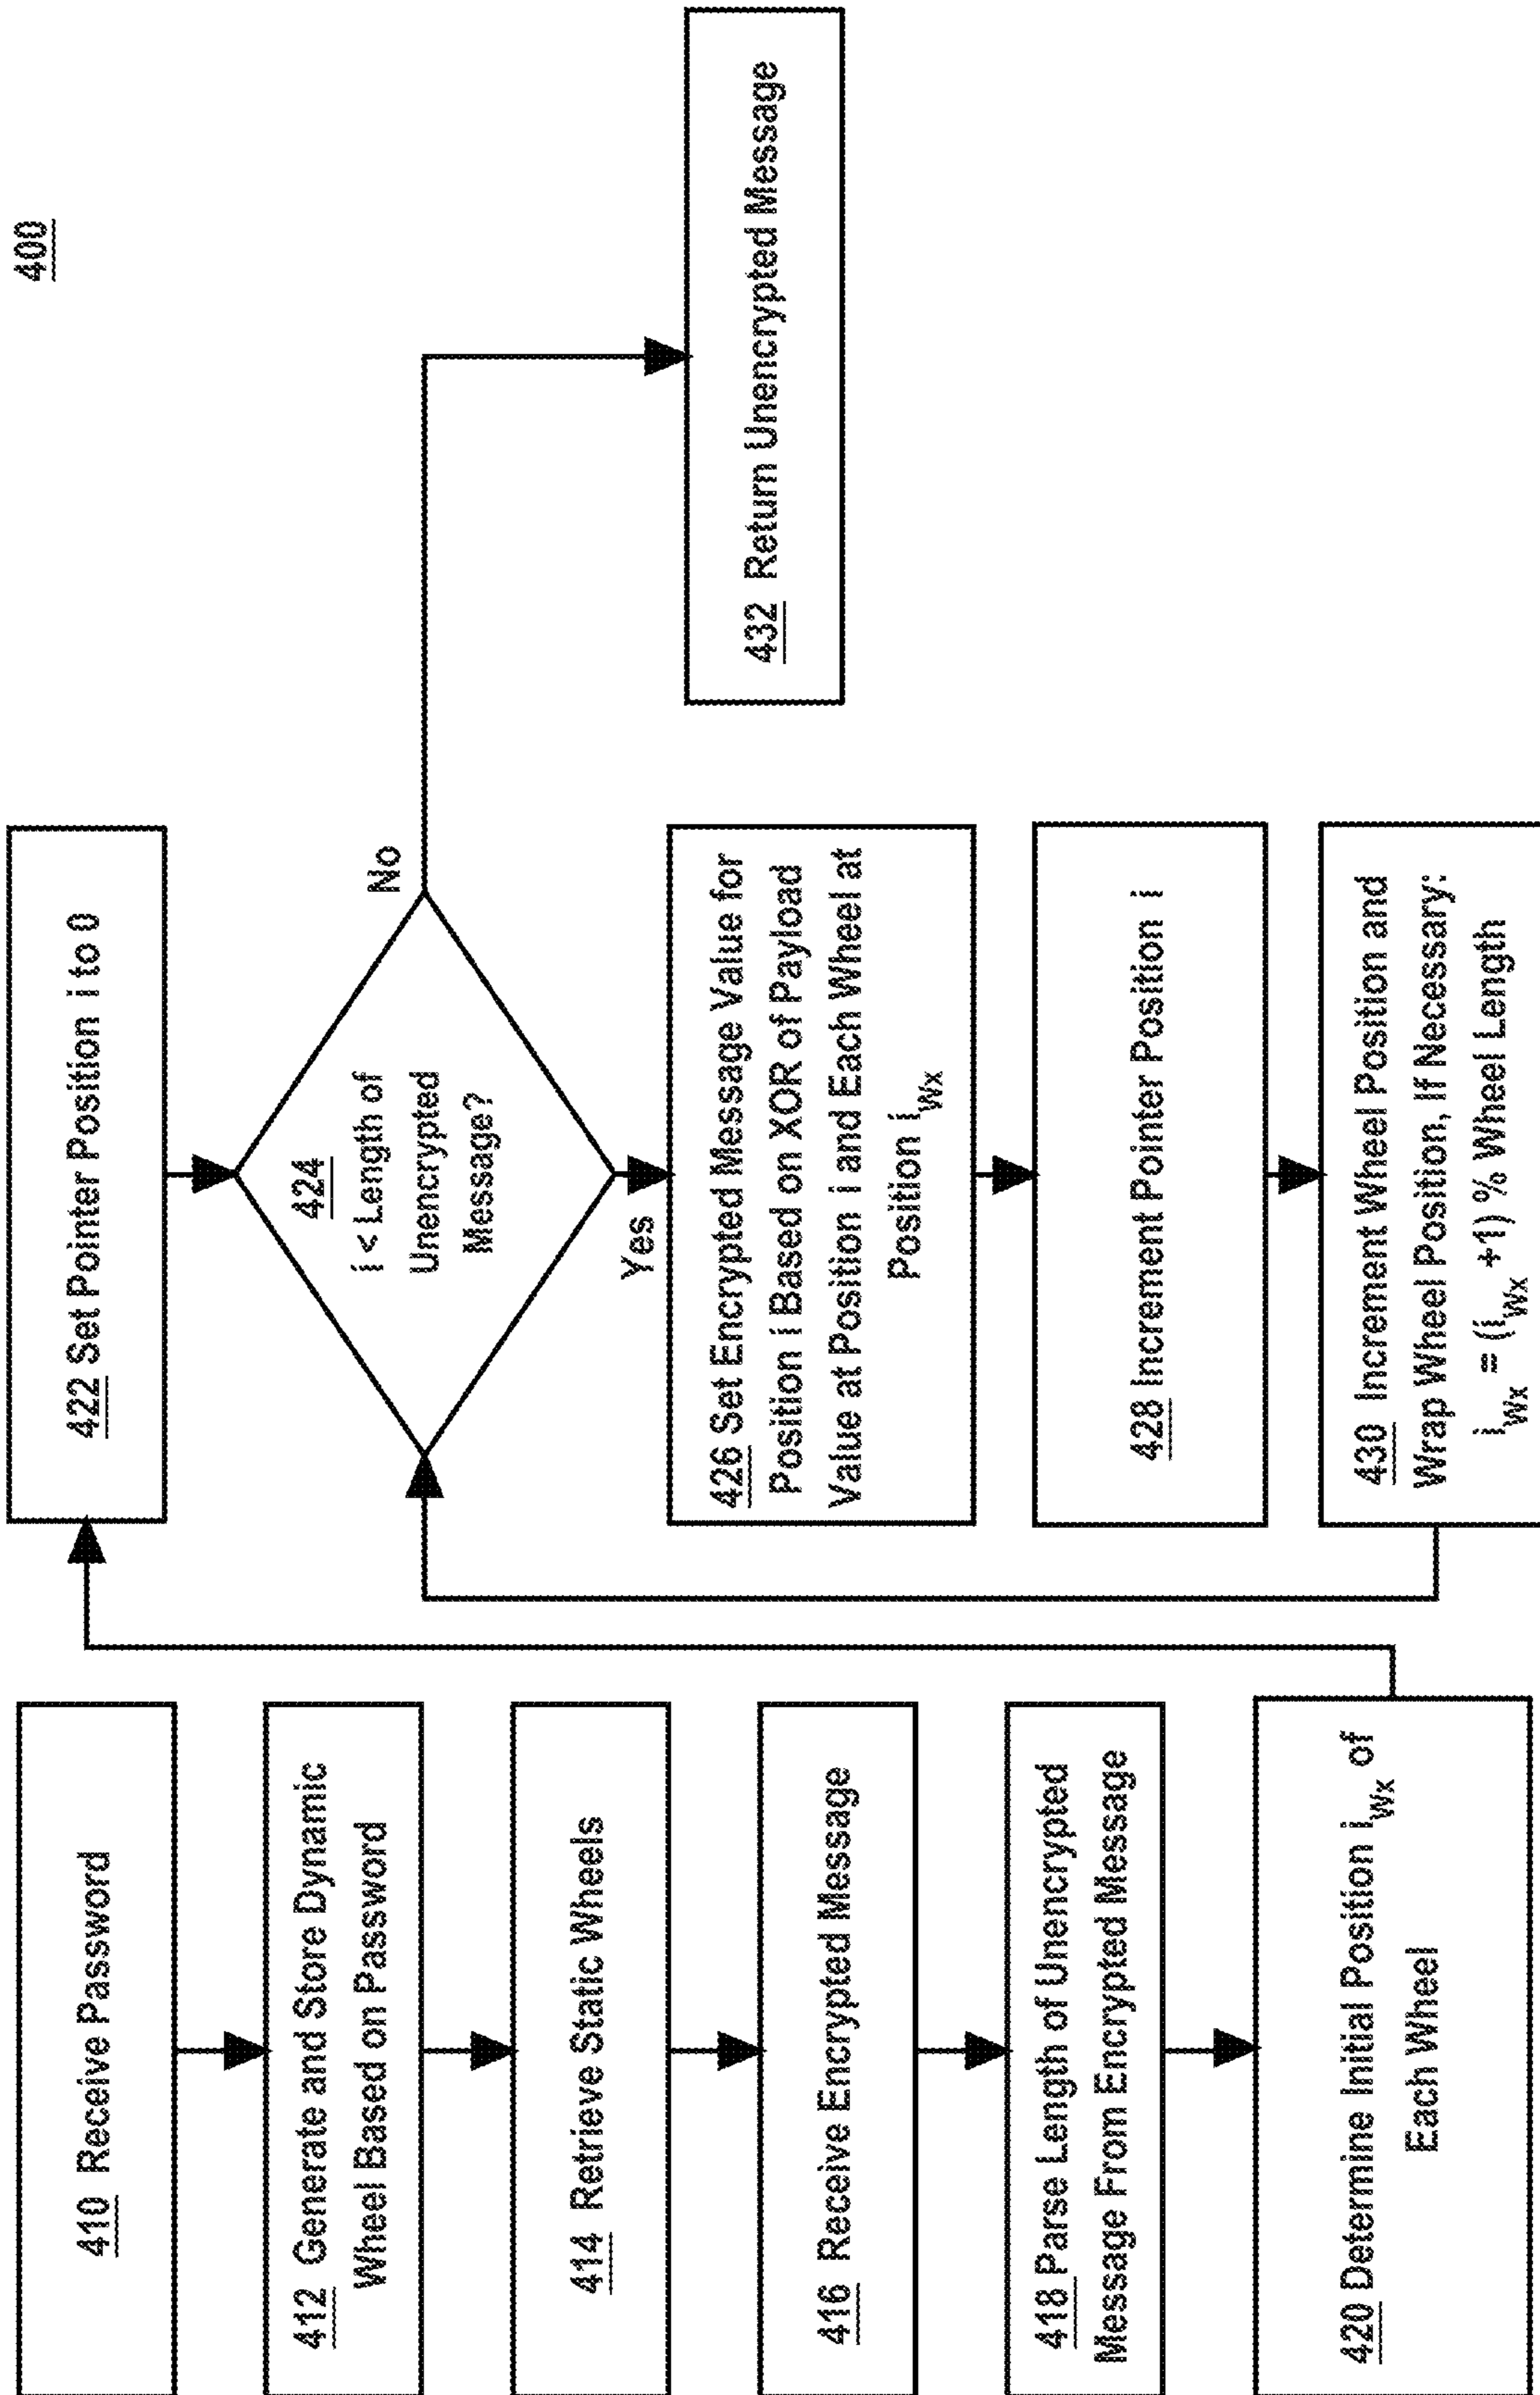 400
410 Receive Password
412 Generate and Store Dynamic
Wheel Based on Password
414 Retrieve Static Wheels
416 Receive Encrypted Message
418 Parse Length of Unencrypted
Message From Encrypted Message
420 Determine Initial Position i_Wx of
Each Wheel
422 Set Pointer Position i to 0
424
i < Length of
Unencrypted
Message?
No
Yes
426 Set Encrypted Message Value for
Position i Based on XOR of Payload
Value at Position i and Each Wheel at
Position i_Wx
428 Increment Pointer Position i
430 Increment Wheel Position and
Wrap Wheel Position, If Necessary:
i_Wx = (i_Wx +1) % Wheel Length
432 Return Unencrypted Message